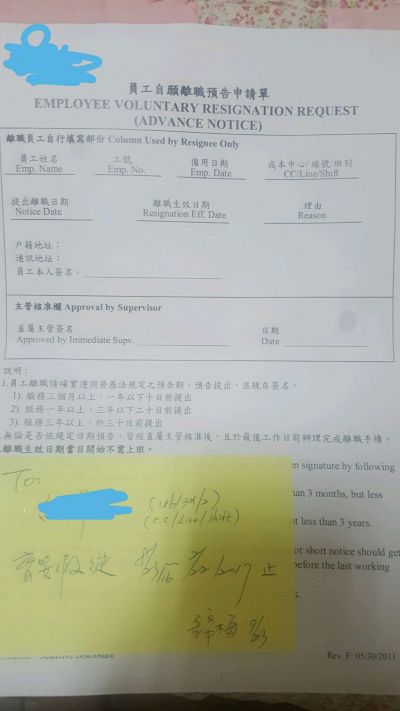 員工自願離職預告申請單
EMPLOYEE VOLUNTARY RESIGNATION REQUEST
(ADVANCE NOTICE)
離職員工自行填寫部份 Column Used by Resignee Only
員工姓名 工號 僱用日期 成本中心/線號/班別
Emp. Name Emp. No. Emp. Date CC/Line/Shift
提出離職日期 離職生效日期 理由
Notice Date Resignation Eff. Date Reason
戶籍地址:
通訊地址:
員工本人簽名:
主管核准欄 Approval by Supervisor
直屬主管簽名 日期
Approved by Immediate Supv. Date
說明:
1.員工離職請確實遵照勞基法規定之預告期,預告提出,並親自簽名。
1). 服務三個月以上,一年以下十日前提出
2). 服務一年以上,三年以下二十日前提出
3). 服務三年以上,於三十日前提出
.無論是否依規定日期預告,皆經直屬主管核准後,且於最後工作日前辦理完成離職手續。
.離職生效日期當日開始不需上班。
n signature by following
han 3 months, but less
t less than 3 years.
or short notice should get
before the last working
s.
To:
(C.C/Line/Shift)
2/22/2017 止
Selective Disclosure Rev. F: 05/30/2011